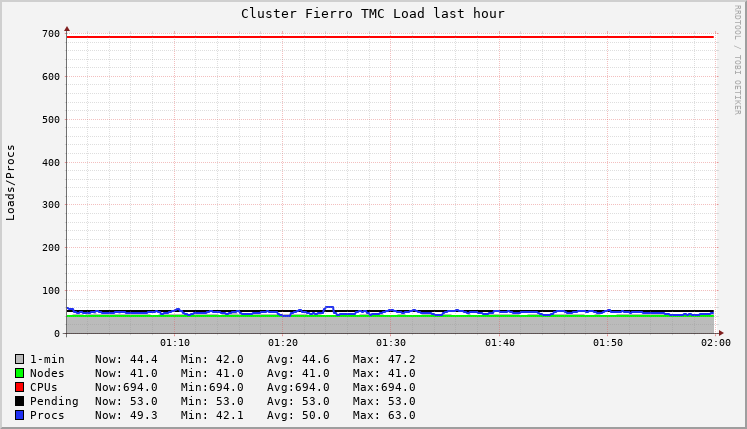 Cluster Fierro TMC Load last hour
RRDTOOL / TOBI OETIKER
Loads/Procs
700
600
500
400
300
200
100
0
01:10 01:20 01:30 01:40 01:50 02:00
1-min Now: 44.4 Min: 42.0 Avg: 44.6 Max: 47.2
Nodes Now: 41.0 Min: 41.0 Avg: 41.0 Max: 41.0
CPUs Now:694.0 Min:694.0 Avg:694.0 Max:694.0
Pending Now: 53.0 Min: 53.0 Avg: 53.0 Max: 53.0
Procs Now: 49.3 Min: 42.1 Avg: 50.0 Max: 63.0